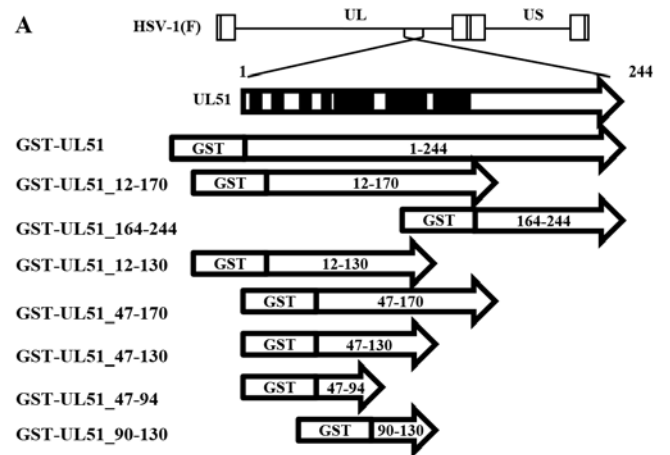 A
HSV-1(F) UL US
1 244
UL51
GST-UL51 GST 1-244
GST-UL51_12-170 GST 12-170
GST-UL51_164-244 GST 164-244
GST-UL51_12-130 GST 12-130
GST-UL51_47-170 GST 47-170
GST-UL51_47-130 GST 47-130
GST-UL51_47-94 GST 47-94
GST-UL51_90-130 GST 90-130